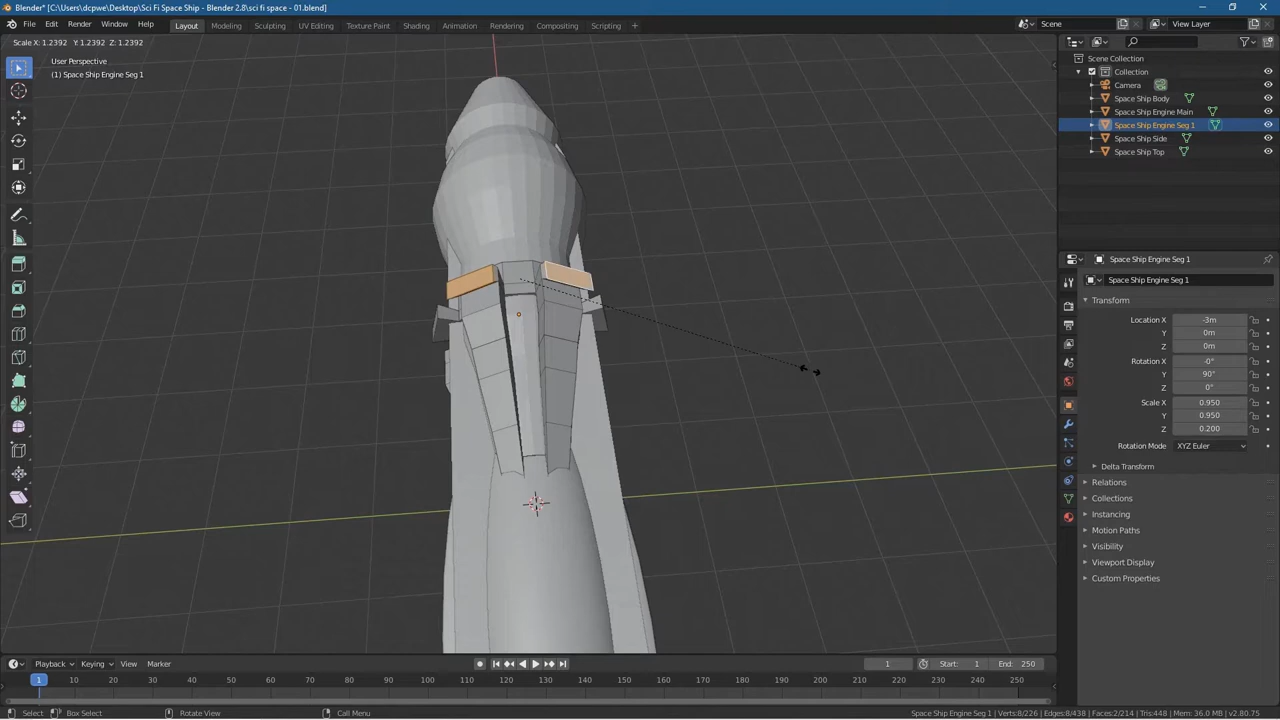 Blender* [C:\Users\dcpwe\Desktop\Sci Fi Space Ship - Blender 2.8\sci fi space - 01.blend]
File Edit Render Window Help Layout Modeling Sculpting UV Editing Texture Paint Shading Animation Rendering Compositing Scripting Scene View Layer
Scale X: 1.2392 Y: 1.2392 Z: 1.2392
User Perspective
(1) Space Ship Engine Seg 1
Scene Collection
Collection
Camera
Space Ship Body
Space Ship Engine Main
Space Ship Engine Seg 1
Space Ship Side
Space Ship Top
Space Ship Engine Seg 1
Space Ship Engine Seg 1
Transform
Location X -3m
Y 0m
Z 0m
Rotation X -0°
Y 90°
Z 0°
Scale X 0.950
Y 0.950
Z 0.200
Rotation Mode XYZ Euler
Delta Transform
Relations
Collections
Instancing
Motion Paths
Visibility
Viewport Display
Custom Properties
Playback Keying View Marker 1 Start: 1 End: 250
1 10 20 30 40 50 60 70 80 90 100 110 120 130 140 150 160 170 180 190 200 210 220 230 240 250
Select Box Select Rotate View Call Menu Space Ship Engine Seg 1 | Verts:8/226 | Edges:8/438 | Faces:2/214 | Tris:448 | Mem: 36.0 MB | v2.80.75